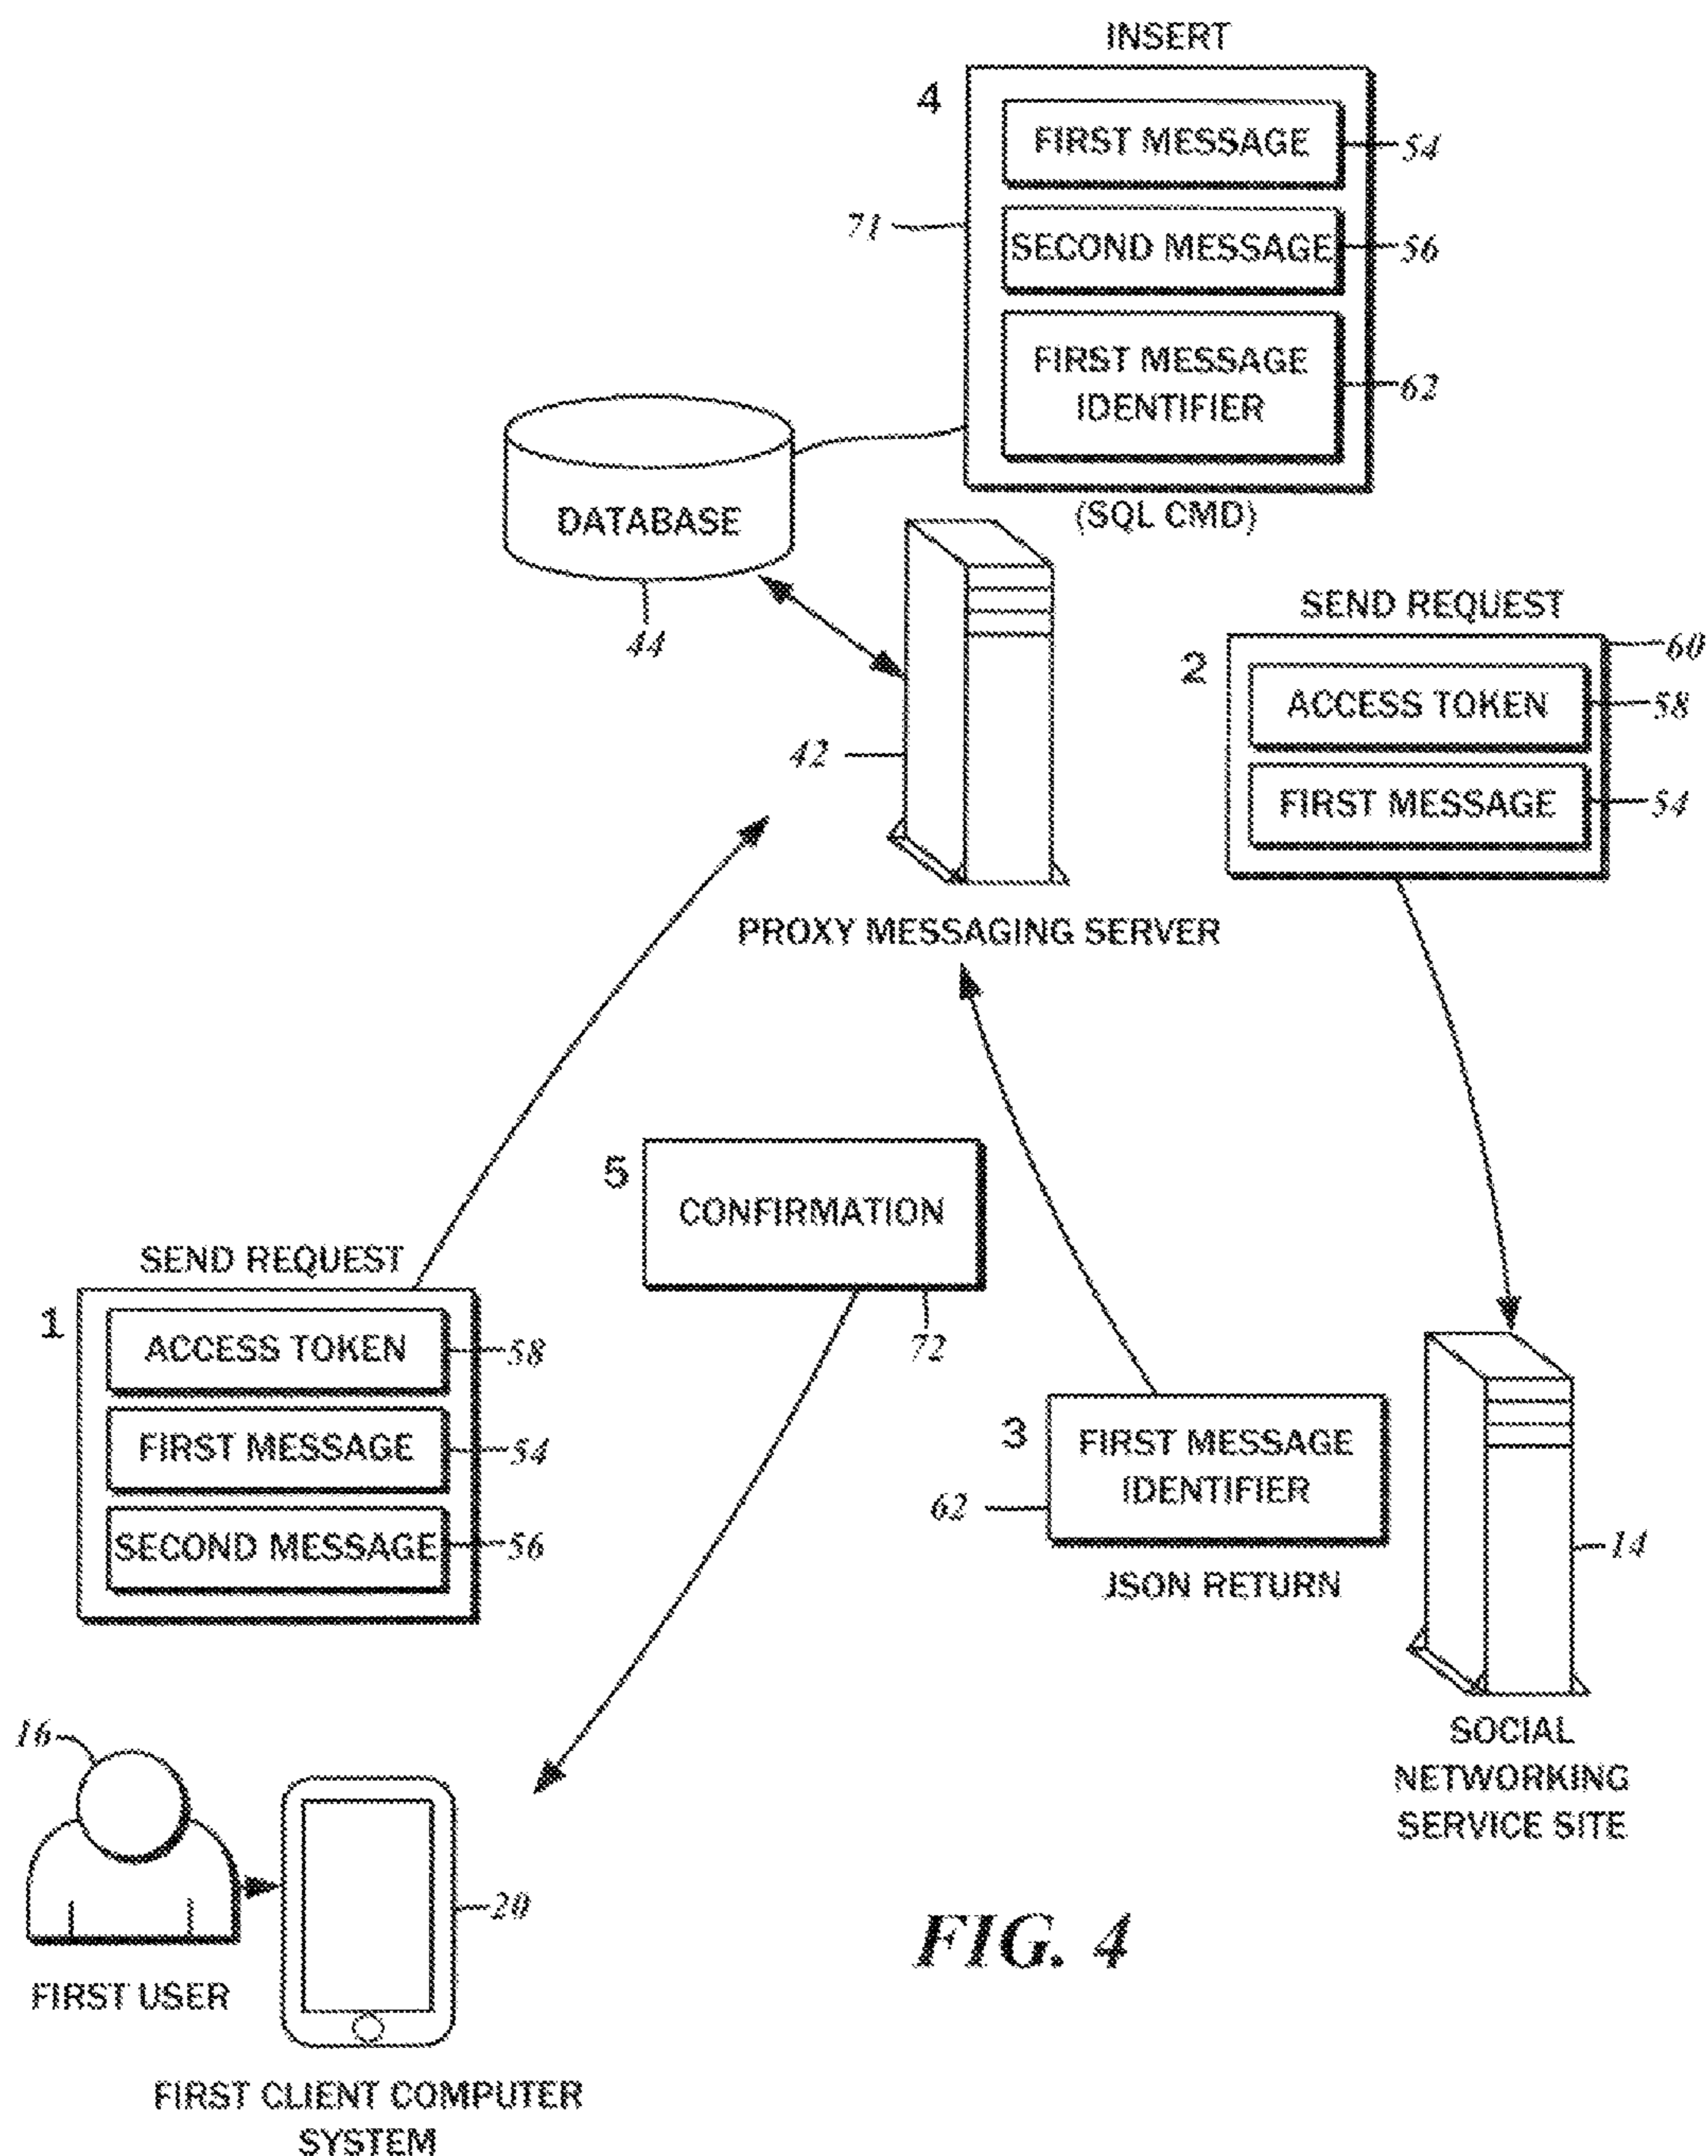 INSERT
4
FIRST MESSAGE
54
71
SECOND MESSAGE
56
FIRST MESSAGE
IDENTIFIER
62
(SQL CMD)
DATABASE
44
SEND REQUEST
60
2
ACCESS TOKEN
58
FIRST MESSAGE
54
42
PROXY MESSAGING SERVER
5
CONFIRMATION
72
SEND REQUEST
1
ACCESS TOKEN
58
FIRST MESSAGE
54
SECOND MESSAGE
56
3
FIRST MESSAGE
IDENTIFIER
62
JSON RETURN
14
SOCIAL
NETWORKING
SERVICE SITE
16
20
FIRST USER
FIRST CLIENT COMPUTER
SYSTEM
FIG. 4